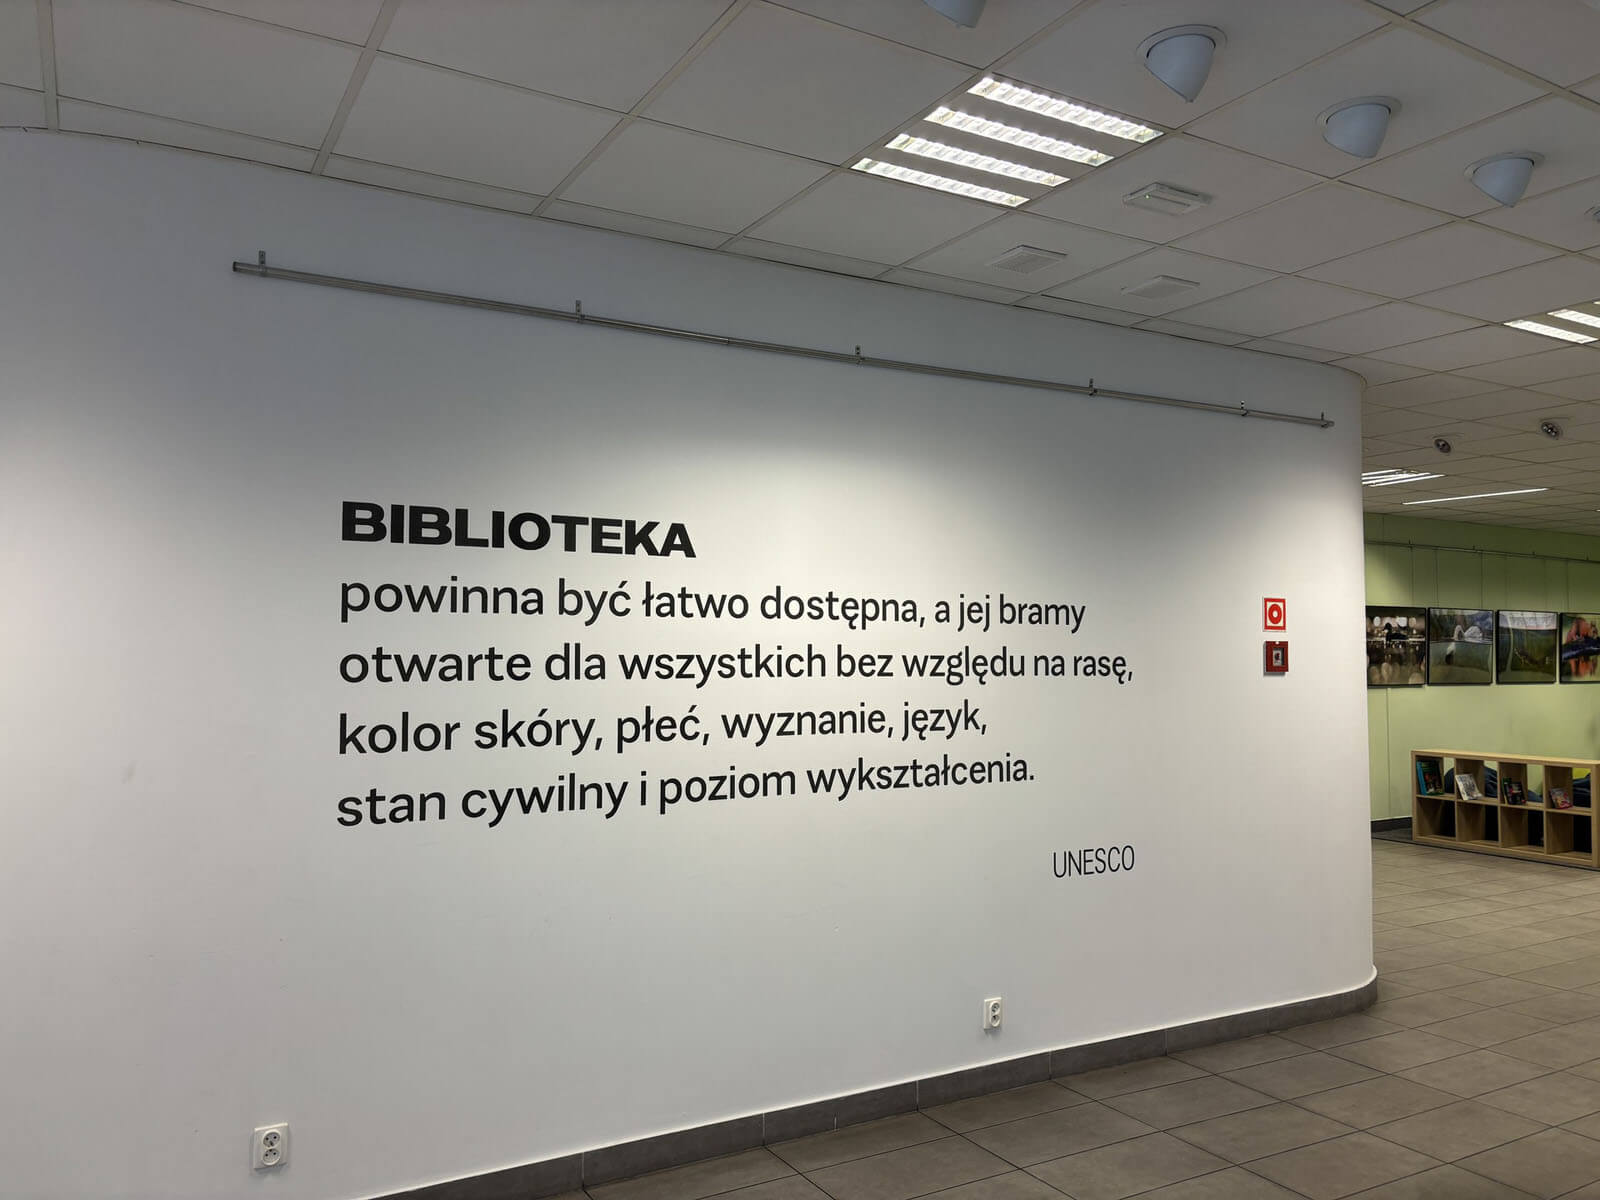 BIBLIOTEKA
powinna być łatwo dostępna, a jej bramy
otwarte dla wszystkich bez względu na rasę,
kolor skóry, płeć, wyznanie, język,
stan cywilny i poziom wykształcenia.
UNESCO